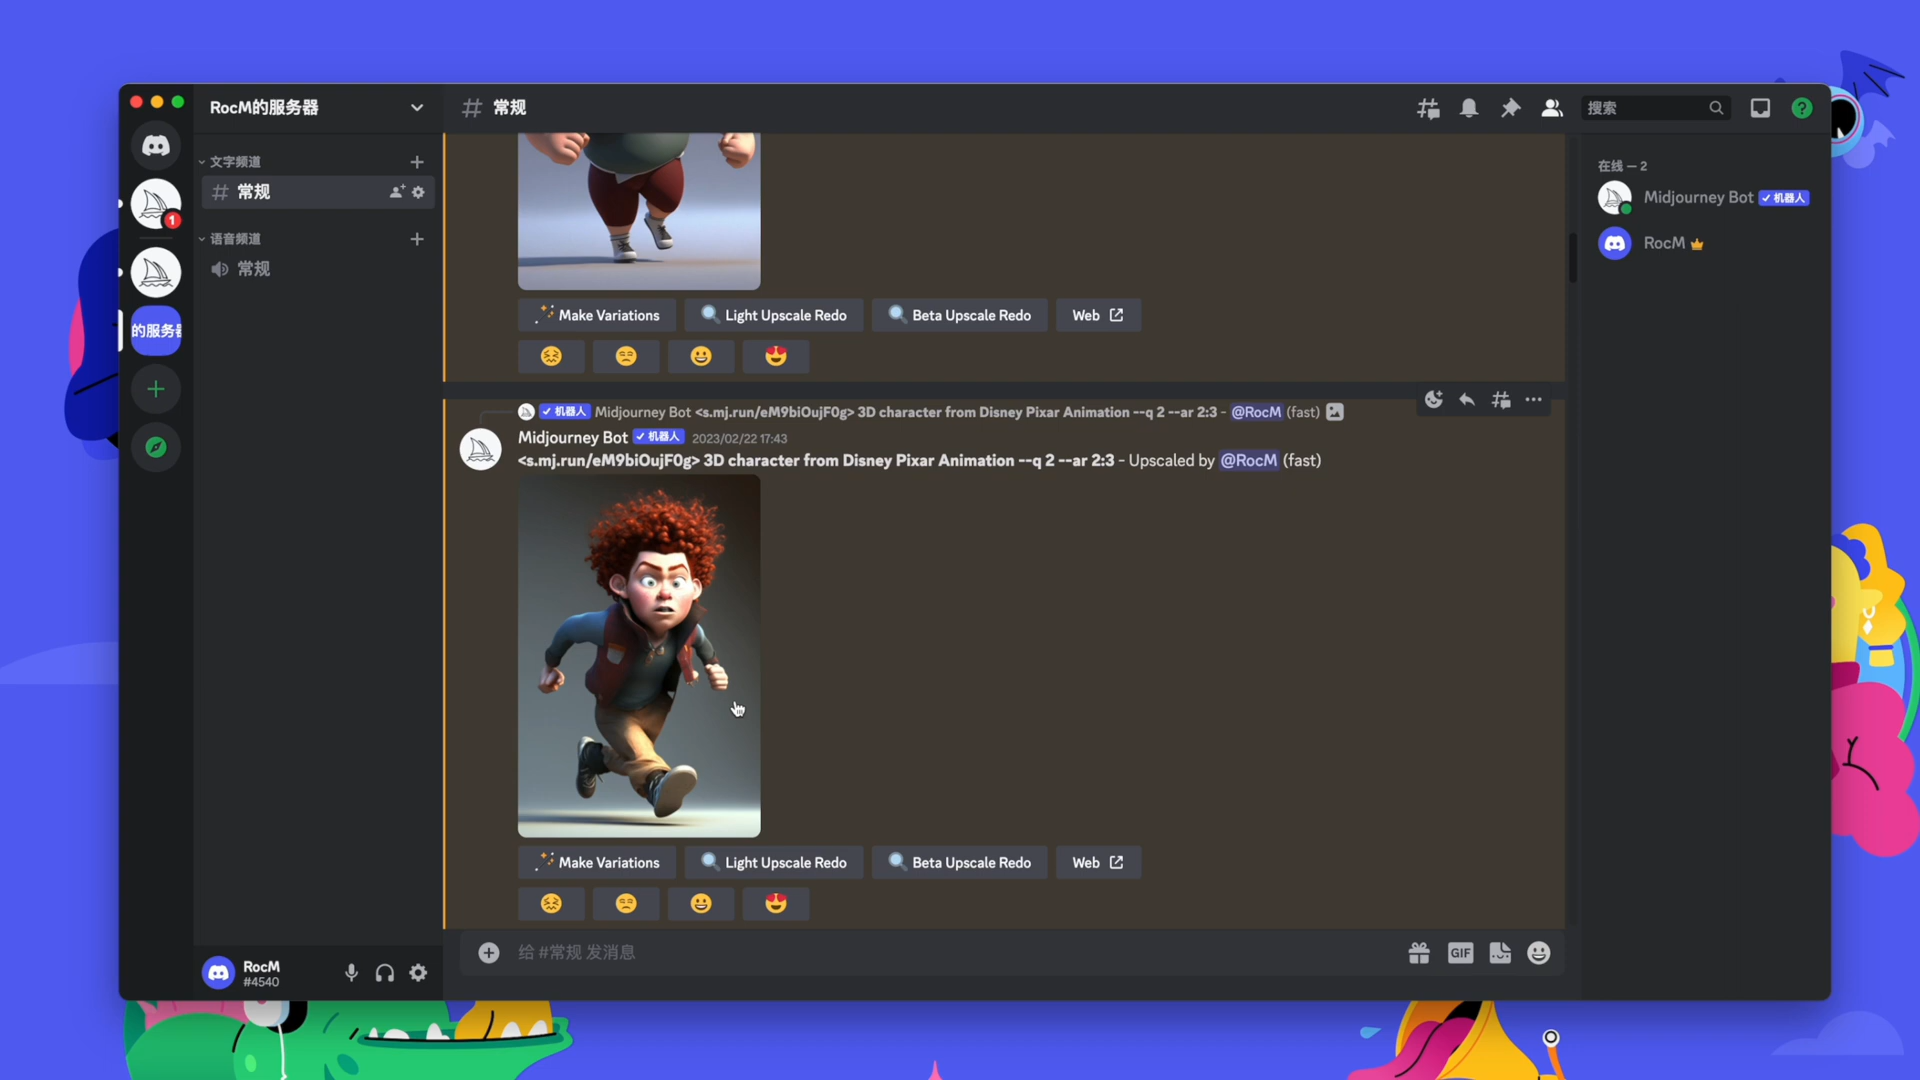 RocM的服务器
文字频道
常规
语音频道
常规
1
的服务器
RocM
#4540
常规
搜索
Make Variations
Light Upscale Redo
Beta Upscale Redo
Web
机器人 Midjourney Bot <s.mj.run/eM9biOujF0g> 3D character from Disney Pixar Animation --q 2 --ar 2:3 - @RocM (fast)
Midjourney Bot 机器人 2023/02/22 17:43
<s.mj.run/eM9biOujF0g> 3D character from Disney Pixar Animation --q 2 --ar 2:3 - Upscaled by @RocM (fast)
Make Variations
Light Upscale Redo
Beta Upscale Redo
Web
给 #常规 发消息
GIF
在线 — 2
Midjourney Bot 机器人
RocM